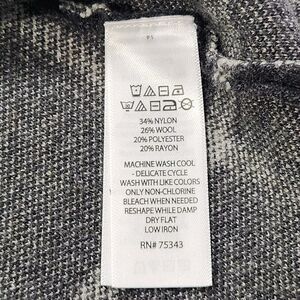 34% NYLON
26% WOOL
20% POLYESTER
20% RAYON
MACHINE WASH COOL
- DELICATE CYCLE
WASH WITH LIKE COLORS
ONLY NON-CHLORINE
BLEACH WHEN NEEDED
RESHAPE WHILE DAMP
DRY FLAT
LOW IRON
RN# 75343